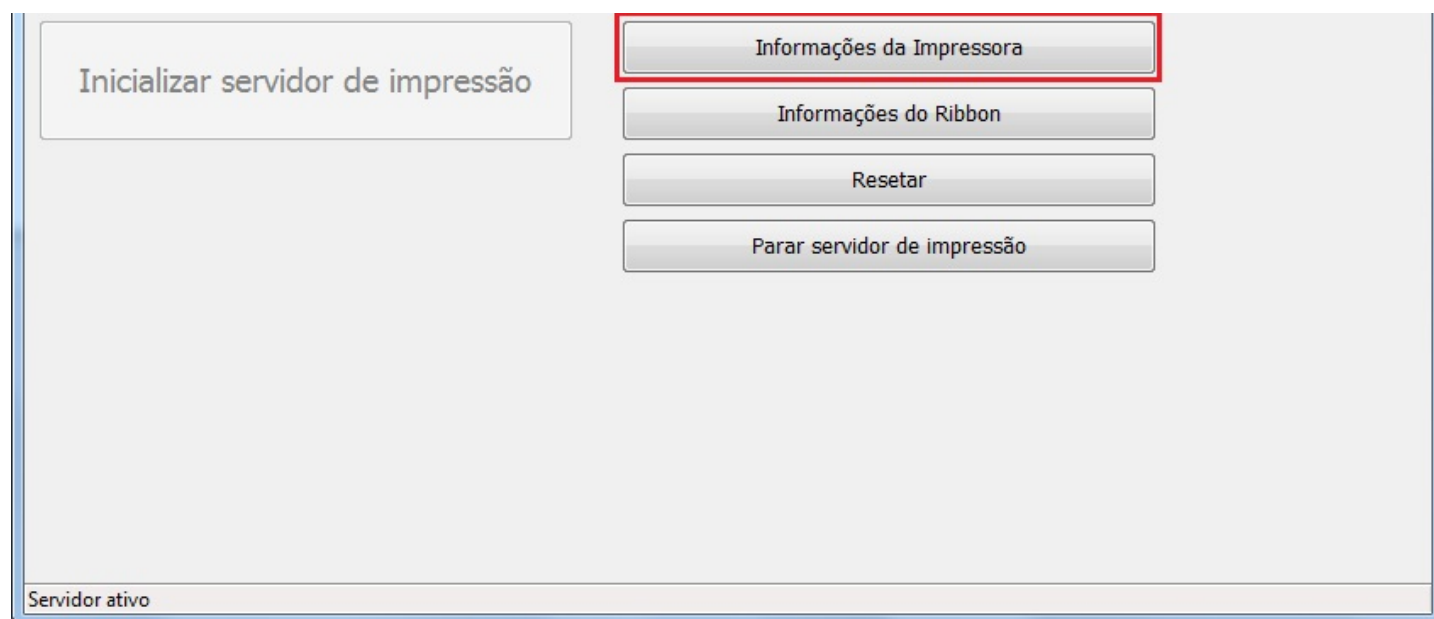 Inicializar servidor de impressão
Informações da Impressora
Informações do Ribbon
Resetar
Parar servidor de impressão
Servidor ativo